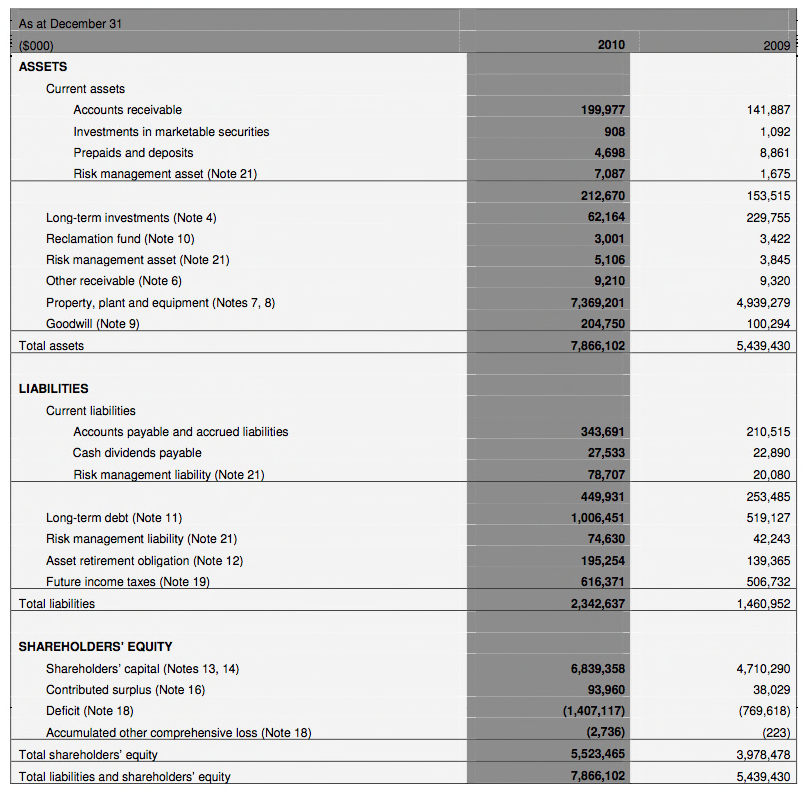 As at December 31
($000) 2010 2009
ASSETS
Current assets
Accounts receivable 199,977 141,887
Investments in marketable securities 908 1,092
Prepaids and deposits 4,698 8,861
Risk management asset (Note 21) 7,087 1,675
212,670 153,515
Long-term investments (Note 4) 62,164 229,755
Reclamation fund (Note 10) 3,001 3,422
Risk management asset (Note 21) 5,106 3,845
Other receivable (Note 6) 9,210 9,320
Property, plant and equipment (Notes 7, 8) 7,369,201 4,939,279
Goodwill (Note 9) 204,750 100,294
Total assets 7,866,102 5,439,430
LIABILITIES
Current liabilities
Accounts payable and accrued liabilities 343,691 210,515
Cash dividends payable 27,533 22,890
Risk management liability (Note 21) 78,707 20,080
449,931 253,485
Long-term debt (Note 11) 1,006,451 519,127
Risk management liability (Note 21) 74,630 42,243
Asset retirement obligation (Note 12) 195,254 139,365
Future income taxes (Note 19) 616,371 506,732
Total liabilities 2,342,637 1,460,952
SHAREHOLDERS' EQUITY
Shareholders' capital (Notes 13, 14) 6,839,358 4,710,290
Contributed surplus (Note 16) 93,960 38,029
Deficit (Note 18) (1,407,117) (769,618)
Accumulated other comprehensive loss (Note 18) (2,736) (223)
Total shareholders' equity 5,523,465 3,978,478
Total liabilities and shareholders' equity 7,866,102 5,439,430